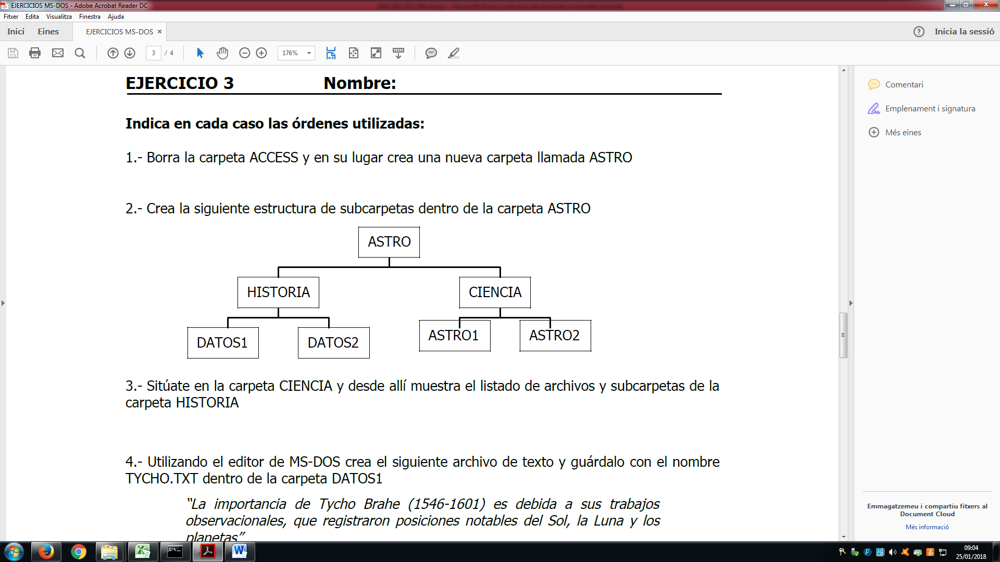 EJERCICIOS MS-DOS - Adobe Acrobat Reader DC
Fitxer Edita Visualitza Finestra Ajuda
Inici Eines EJERCICIOS MS-DOS × ? Inicia la sessió
3 / 4 176%
EJERCICIO 3 Nombre:
Indica en cada caso las órdenes utilizadas:
1.- Borra la carpeta ACCESS y en su lugar crea una nueva carpeta llamada ASTRO
2.- Crea la siguiente estructura de subcarpetas dentro de la carpeta ASTRO
ASTRO
HISTORIA CIENCIA
DATOS1 DATOS2 ASTRO1 ASTRO2
3.- Sitúate en la carpeta CIENCIA y desde allí muestra el listado de archivos y subcarpetas de la
carpeta HISTORIA
4.- Utilizando el editor de MS-DOS crea el siguiente archivo de texto y guárdalo con el nombre
TYCHO.TXT dentro de la carpeta DATOS1
“La importancia de Tycho Brahe (1546-1601) es debida a sus trabajos
observacionales, que registraron posiciones notables del Sol, la Luna y los
planetas”
Comentari
Emplenament i signatura
Més eines
Emmagatzemeu i compartiu fitxers al
Document Cloud
Més informació
09:04
25/01/2018